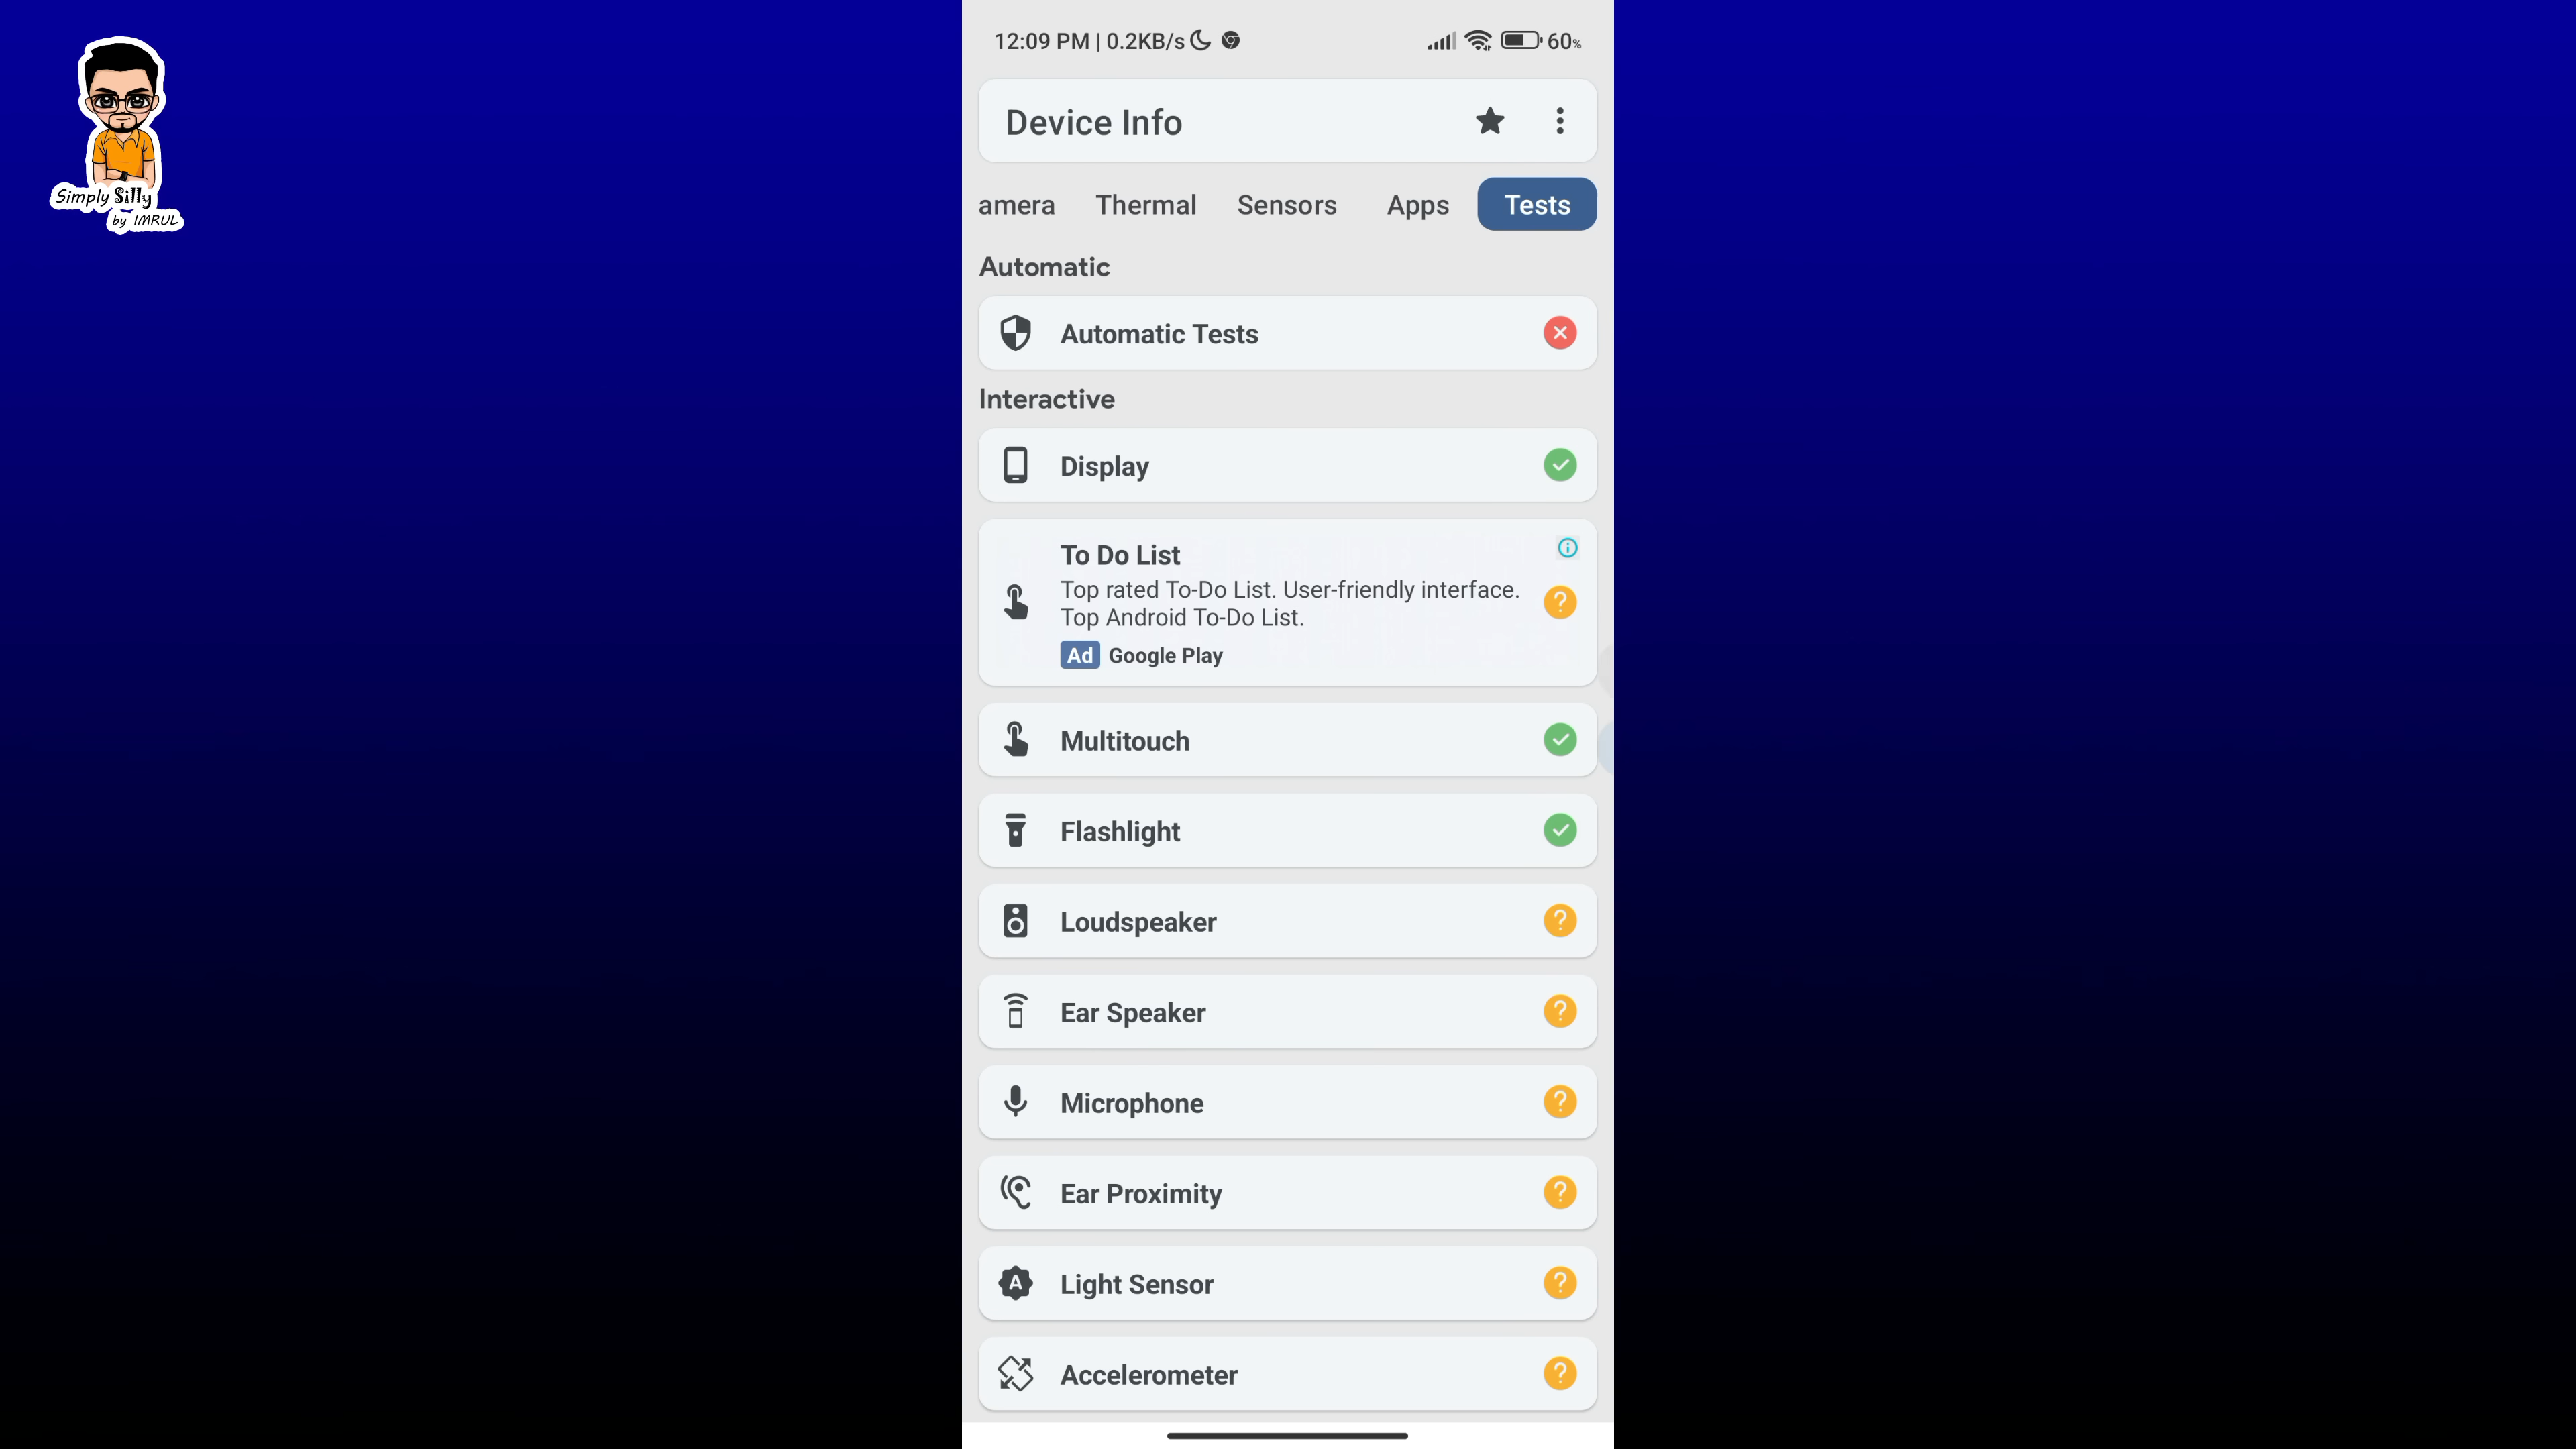 Simply Silly
by IMRUL
12:09 PM | 0.2KB/s
60%
Device Info
amera Thermal Sensors Apps Tests
Automatic
Automatic Tests
Interactive
Display
To Do List
Top rated To-Do List. User-friendly interface.
Top Android To-Do List.
Ad Google Play
Multitouch
Flashlight
Loudspeaker
Ear Speaker
Microphone
Ear Proximity
A Light Sensor
Accelerometer